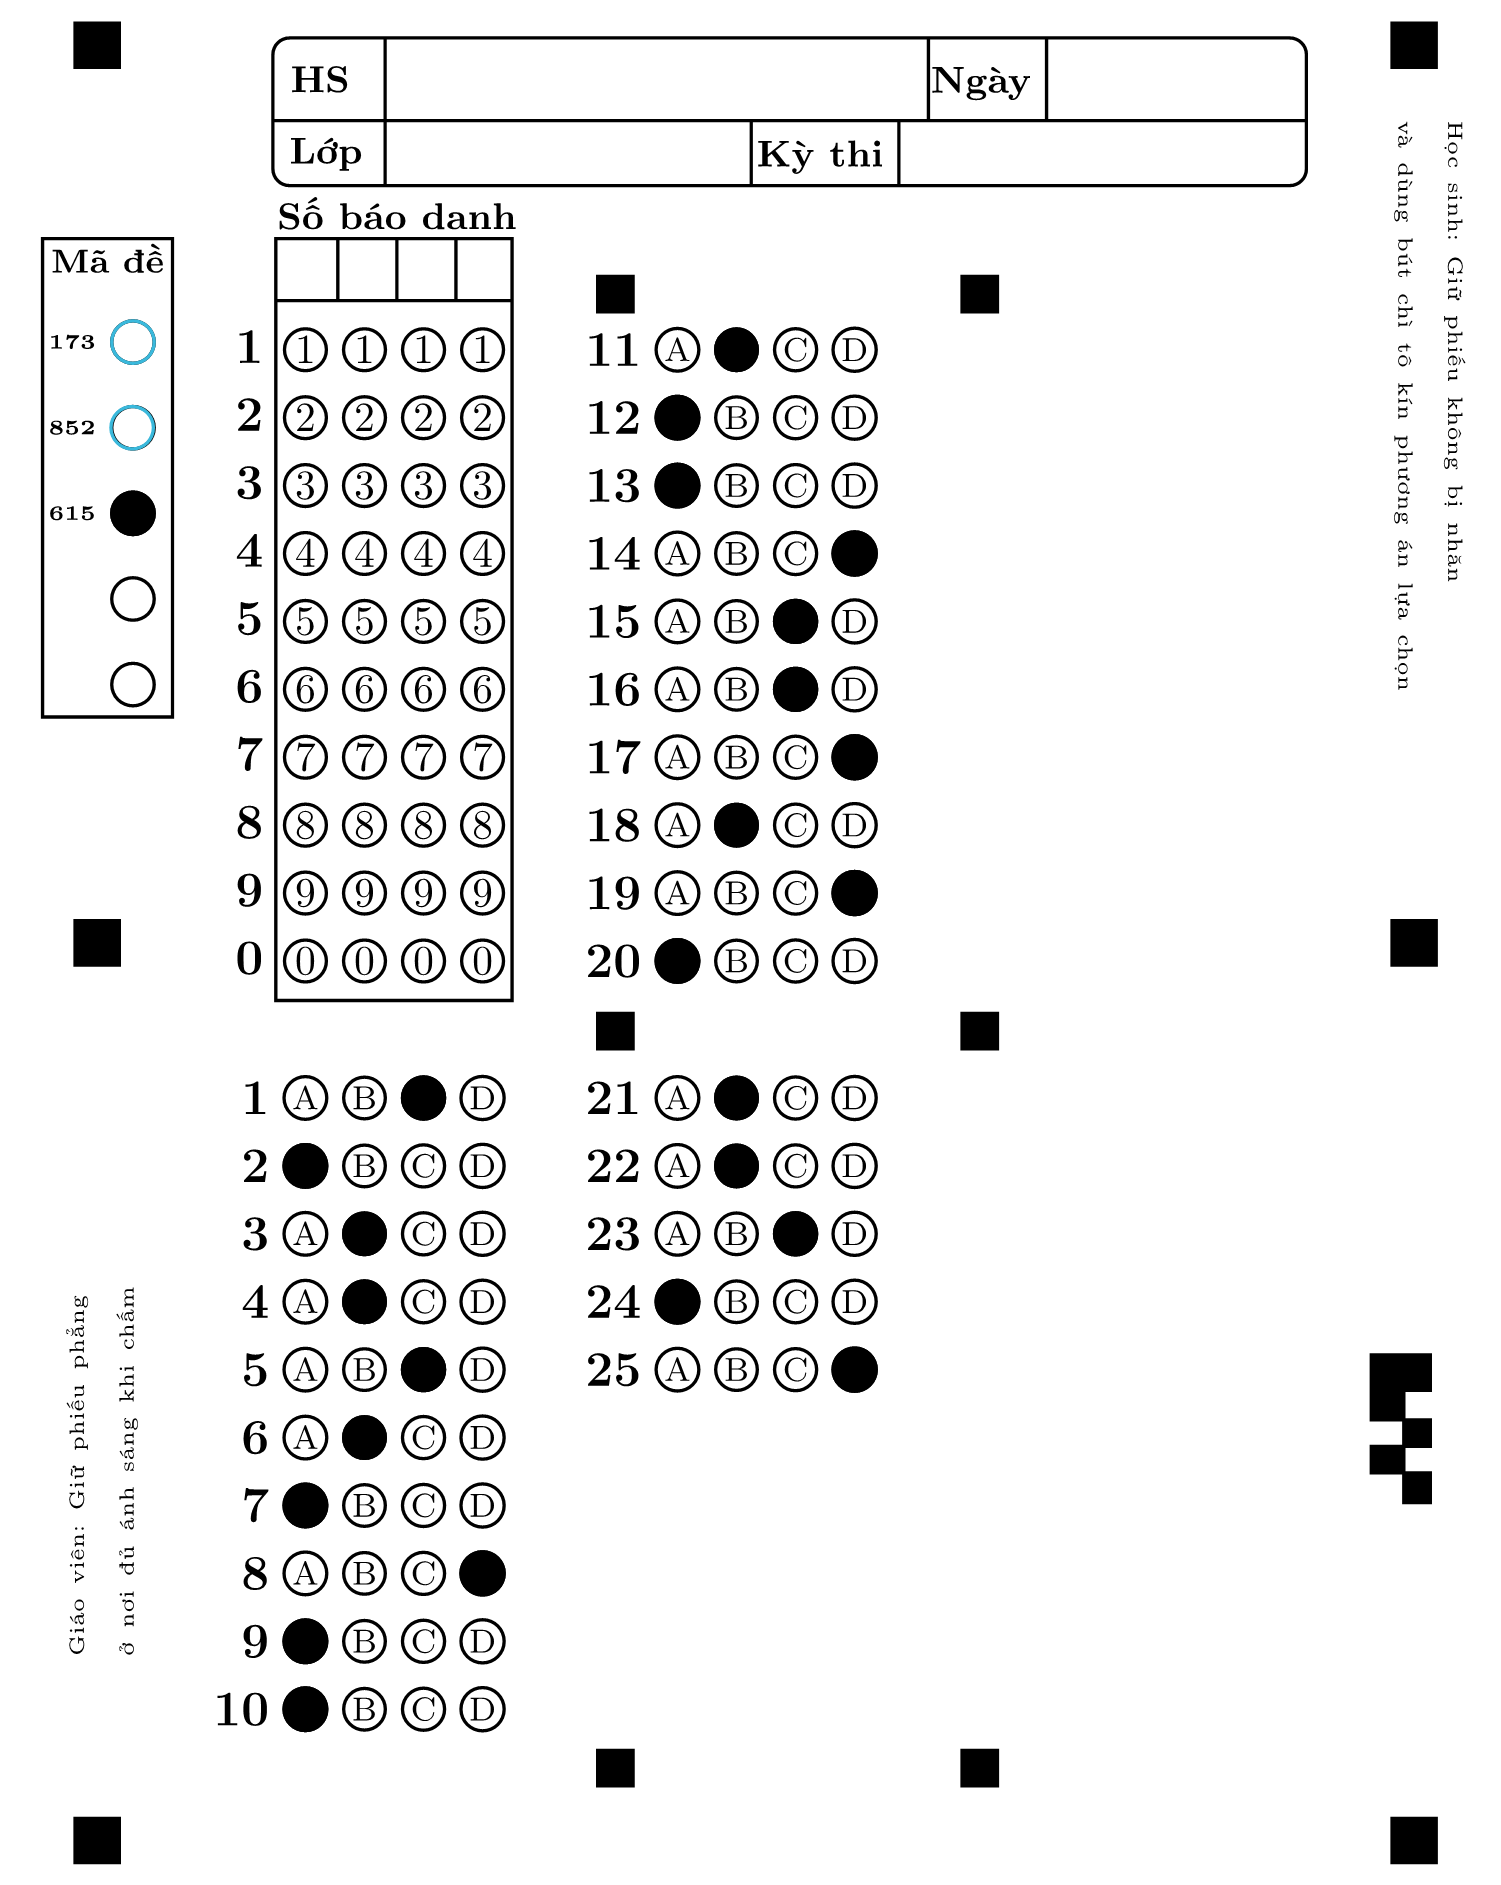 HS Ngày
Lớp Kỳ thi
Số báo danh
Mã đề
173
852
615
1 1 1 1 1
2 2 2 2 2
3 3 3 3 3
4 4 4 4 4
5 5 5 5 5
6 6 6 6 6
7 7 7 7 7
8 8 8 8 8
9 9 9 9 9
0 0 0 0 0
11 A C D
12 B C D
13 B C D
14 A B C
15 A B D
16 A B D
17 A B C
18 A C D
19 A B C
20 B C D
1 A B D
2 B C D
3 A C D
4 A C D
5 A B D
6 A C D
7 B C D
8 A B C
9 B C D
10 B C D
21 A C D
22 A C D
23 A B D
24 B C D
25 A B C
Học sinh: Giữ phiếu không bị nhăn
và dùng bút chì tô kín phương án lựa chọn
Giáo viên: Giữ phiếu phẳng
ở nơi đủ ánh sáng khi chấm